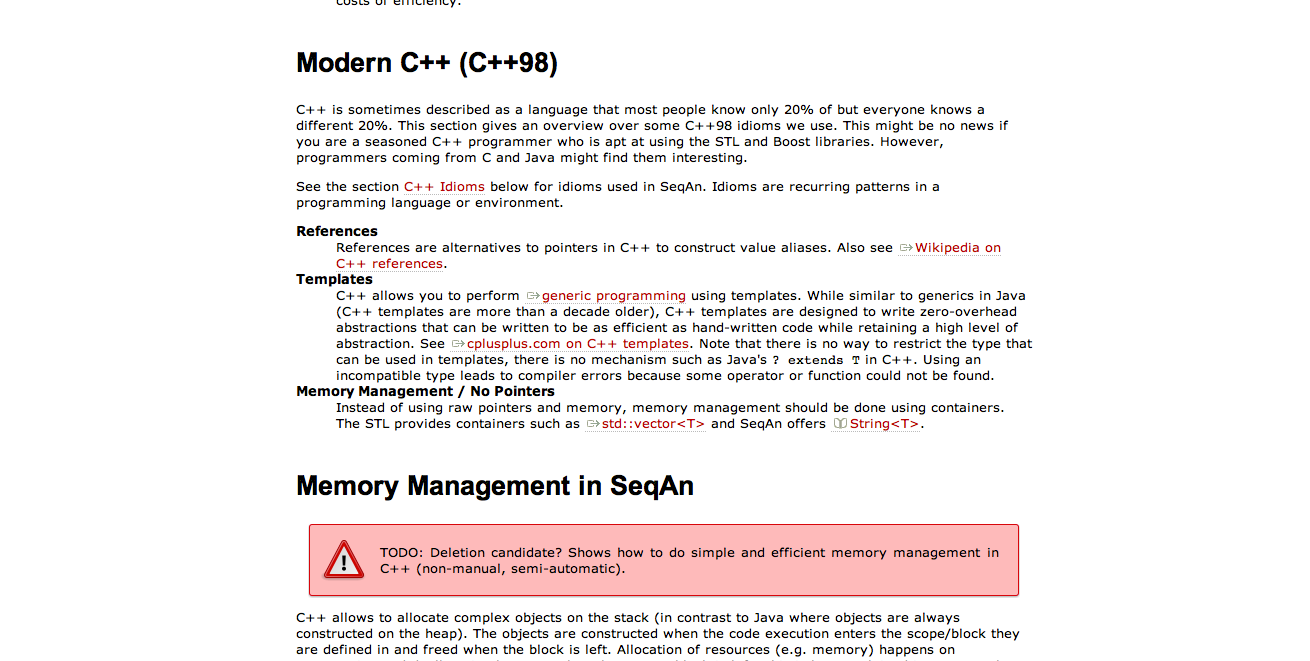 costs of efficiency.
Modern C++ (C++98)
C++ is sometimes described as a language that most people know only 20% of but everyone knows a
different 20%. This section gives an overview over some C++98 idioms we use. This might be no news if
you are a seasoned C++ programmer who is apt at using the STL and Boost libraries. However,
programmers coming from C and Java might find them interesting.
See the section C++ Idioms below for idioms used in SeqAn. Idioms are recurring patterns in a
programming language or environment.
References
References are alternatives to pointers in C++ to construct value aliases. Also see Wikipedia on
C++ references.
Templates
C++ allows you to perform generic programming using templates. While similar to generics in Java
(C++ templates are more than a decade older), C++ templates are designed to write zero-overhead
abstractions that can be written to be as efficient as hand-written code while retaining a high level of
abstraction. See cplusplus.com on C++ templates. Note that there is no way to restrict the type that
can be used in templates, there is no mechanism such as Java's ? extends T in C++. Using an
incompatible type leads to compiler errors because some operator or function could not be found.
Memory Management / No Pointers
Instead of using raw pointers and memory, memory management should be done using containers.
The STL provides containers such as std::vector<T> and SeqAn offers String<T>.
Memory Management in SeqAn
TODO: Deletion candidate? Shows how to do simple and efficient memory management in
C++ (non-manual, semi-automatic).
C++ allows to allocate complex objects on the stack (in contrast to Java where objects are always
constructed on the heap). The objects are constructed when the code execution enters the scope/block they
are defined in and freed when the block is left. Allocation of resources (e.g. memory) happens on